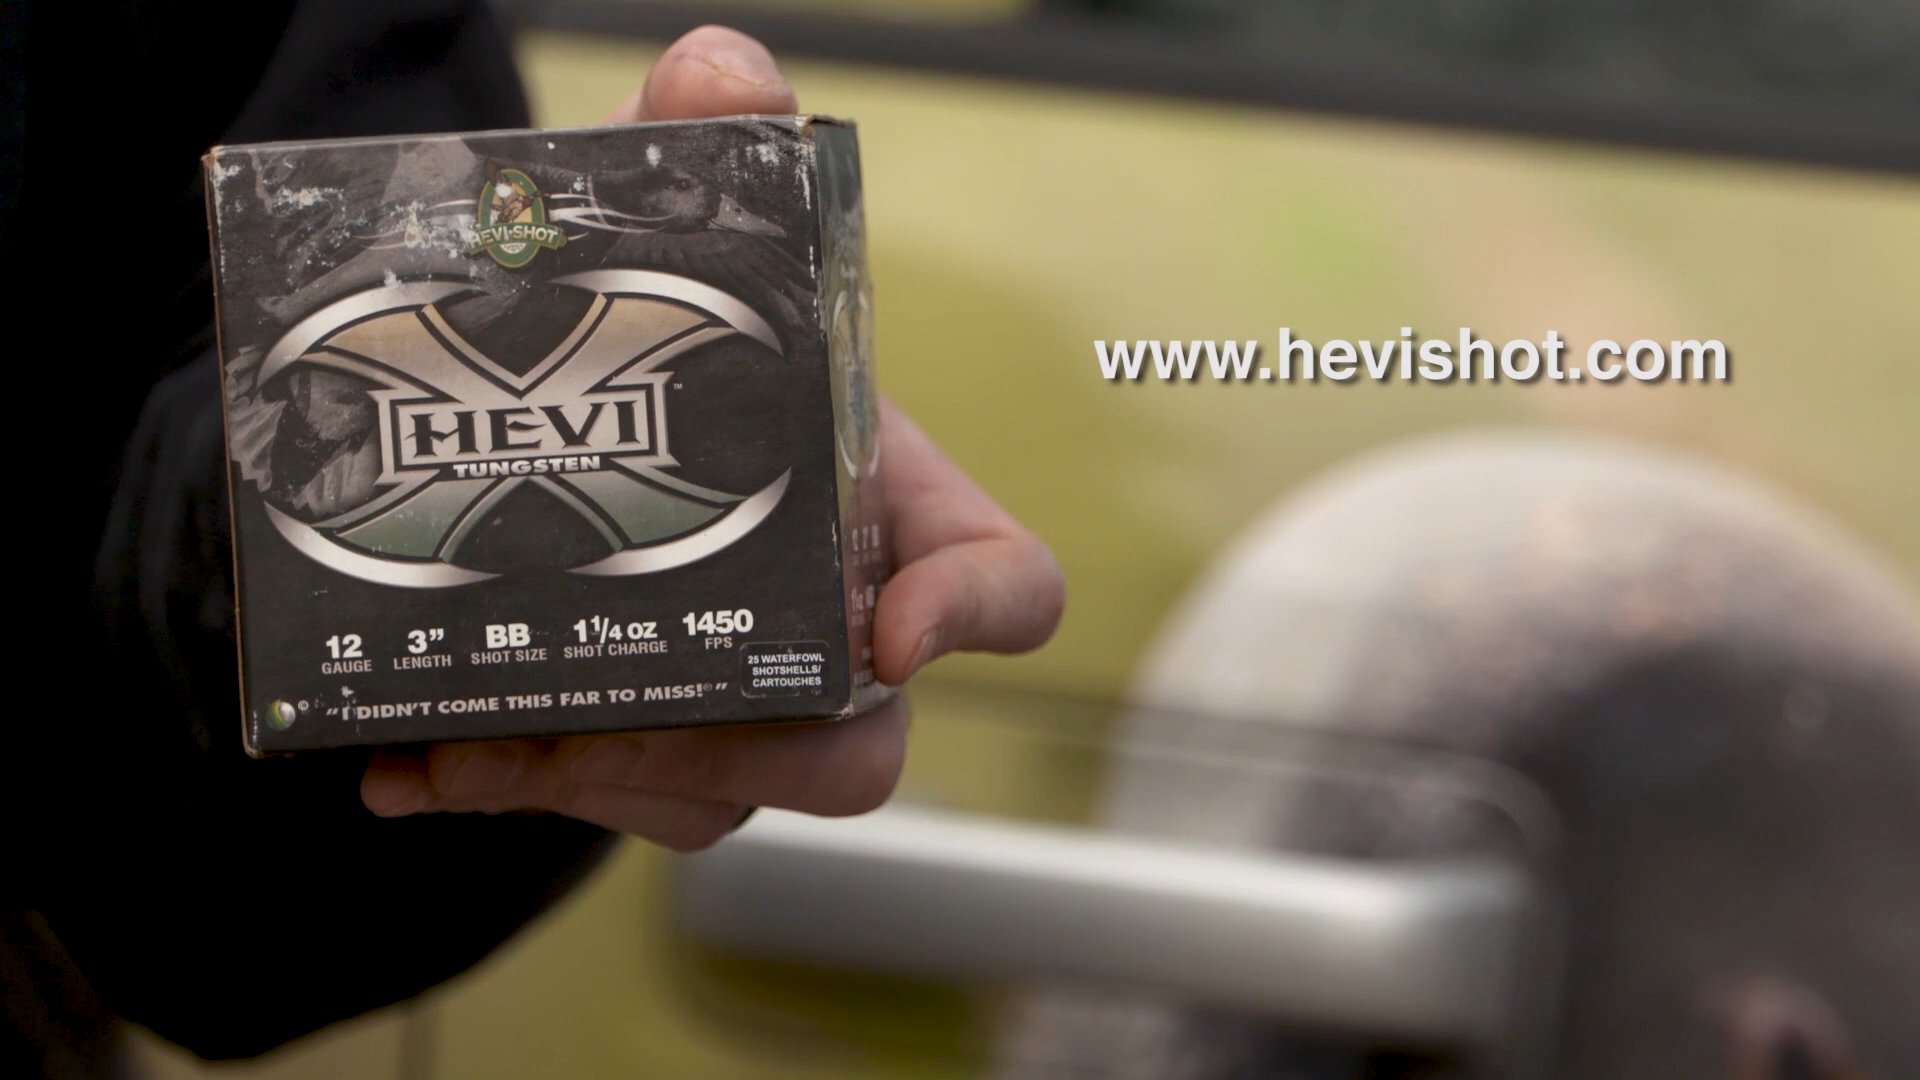 HEVI-SHOT
HEVI™
TUNGSTEN
12 GAUGE
3” LENGTH
BB SHOT SIZE
1 1/4 OZ SHOT CHARGE
1450 FPS
25 WATERFOWL
SHOTSHELLS/
CARTOUCHES
© “I DIDN'T COME THIS FAR TO MISS!®”
www.hevishot.com